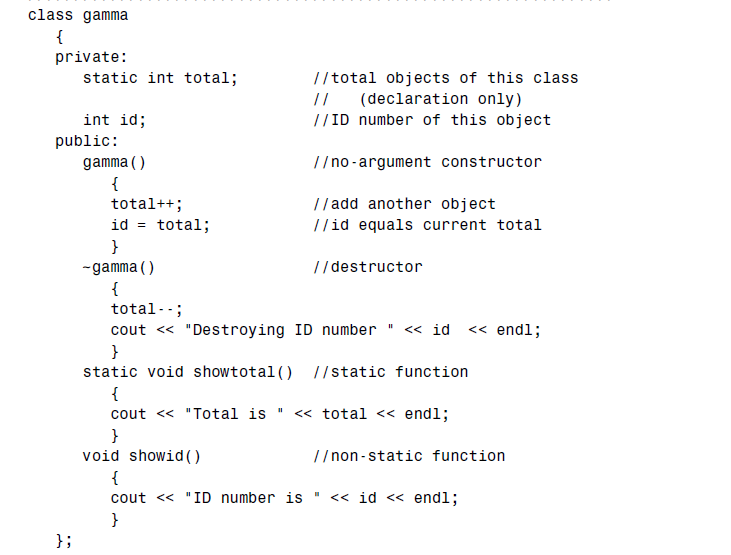 class gamma
{
private:
static int total; //total objects of this class
// (declaration only)
int id; //ID number of this object
public:
gamma() //no-argument constructor
{
total++; //add another object
id = total; //id equals current total
}
~gamma() //destructor
{
total--;
cout << "Destroying ID number " << id << endl;
}
static void showtotal() //static function
{
cout << "Total is " << total << endl;
}
void showid() //non-static function
{
cout << "ID number is " << id << endl;
}
};